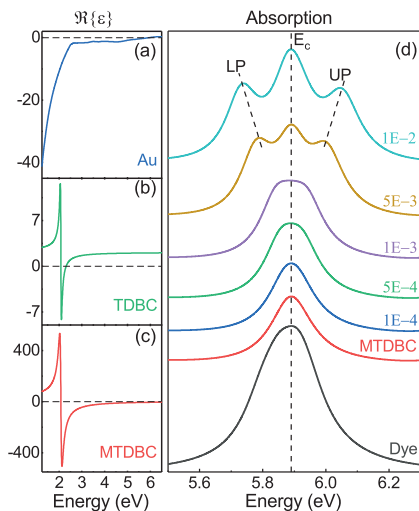 ℜ{ε}
Absorption
0
-20
-40
(a)
Au
7
0
-7
(b)
TDBC
400
0
-400
(c)
MTDBC
2 3 4 5 6
Energy (eV)
E_c
(d)
LP
UP
1E−2
5E−3
1E−3
5E−4
1E−4
MTDBC
Dye
5.6 5.8 6.0 6.2
Energy (eV)